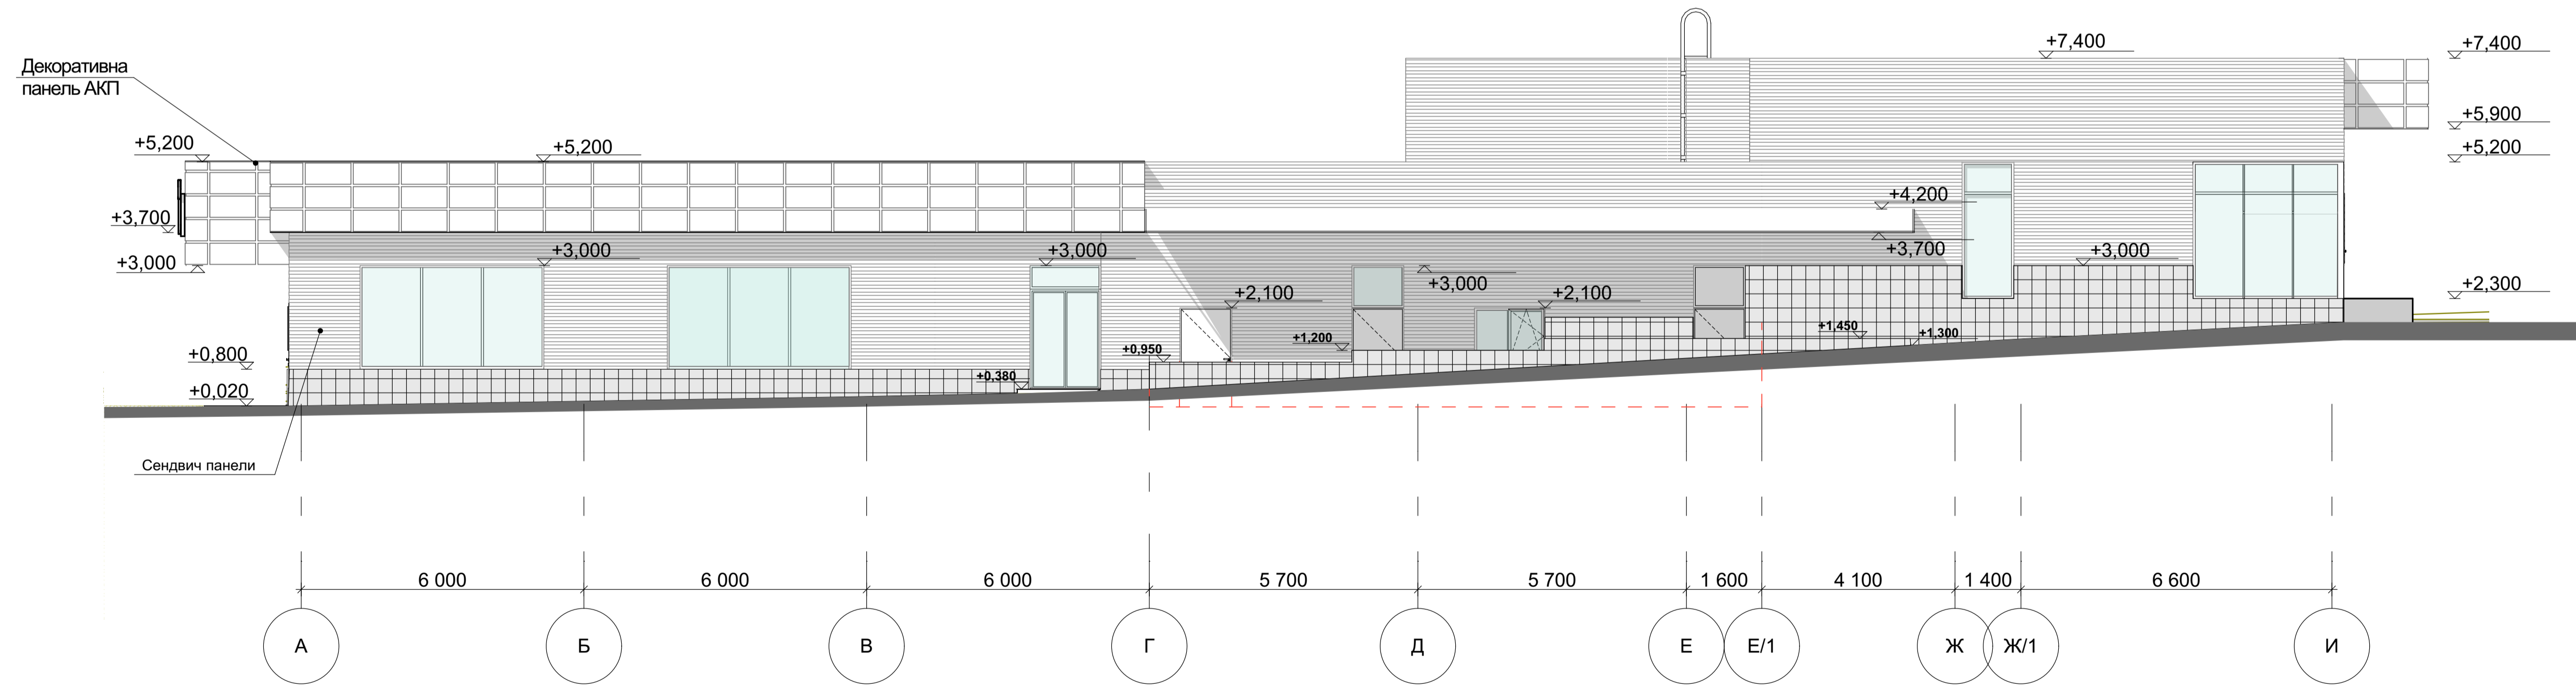 +7,400
+7,400
Декоративна
панель АКП
+5,900
+5,200
+5,200
+5,200
+4,200
+3,700
+3,700
+3,000
+3,000
+3,000
+3,000
+3,000
+2,300
+2,100
+2,100
+1,450
+1,300
+1,200
+0,950
+0,800
+0,380
+0,020
Сендвич панели
6 000
6 000
6 000
5 700
5 700
1 600
4 100
1 400
6 600
А
Б
В
Г
Д
Е
Е/1
Ж
Ж/1
И